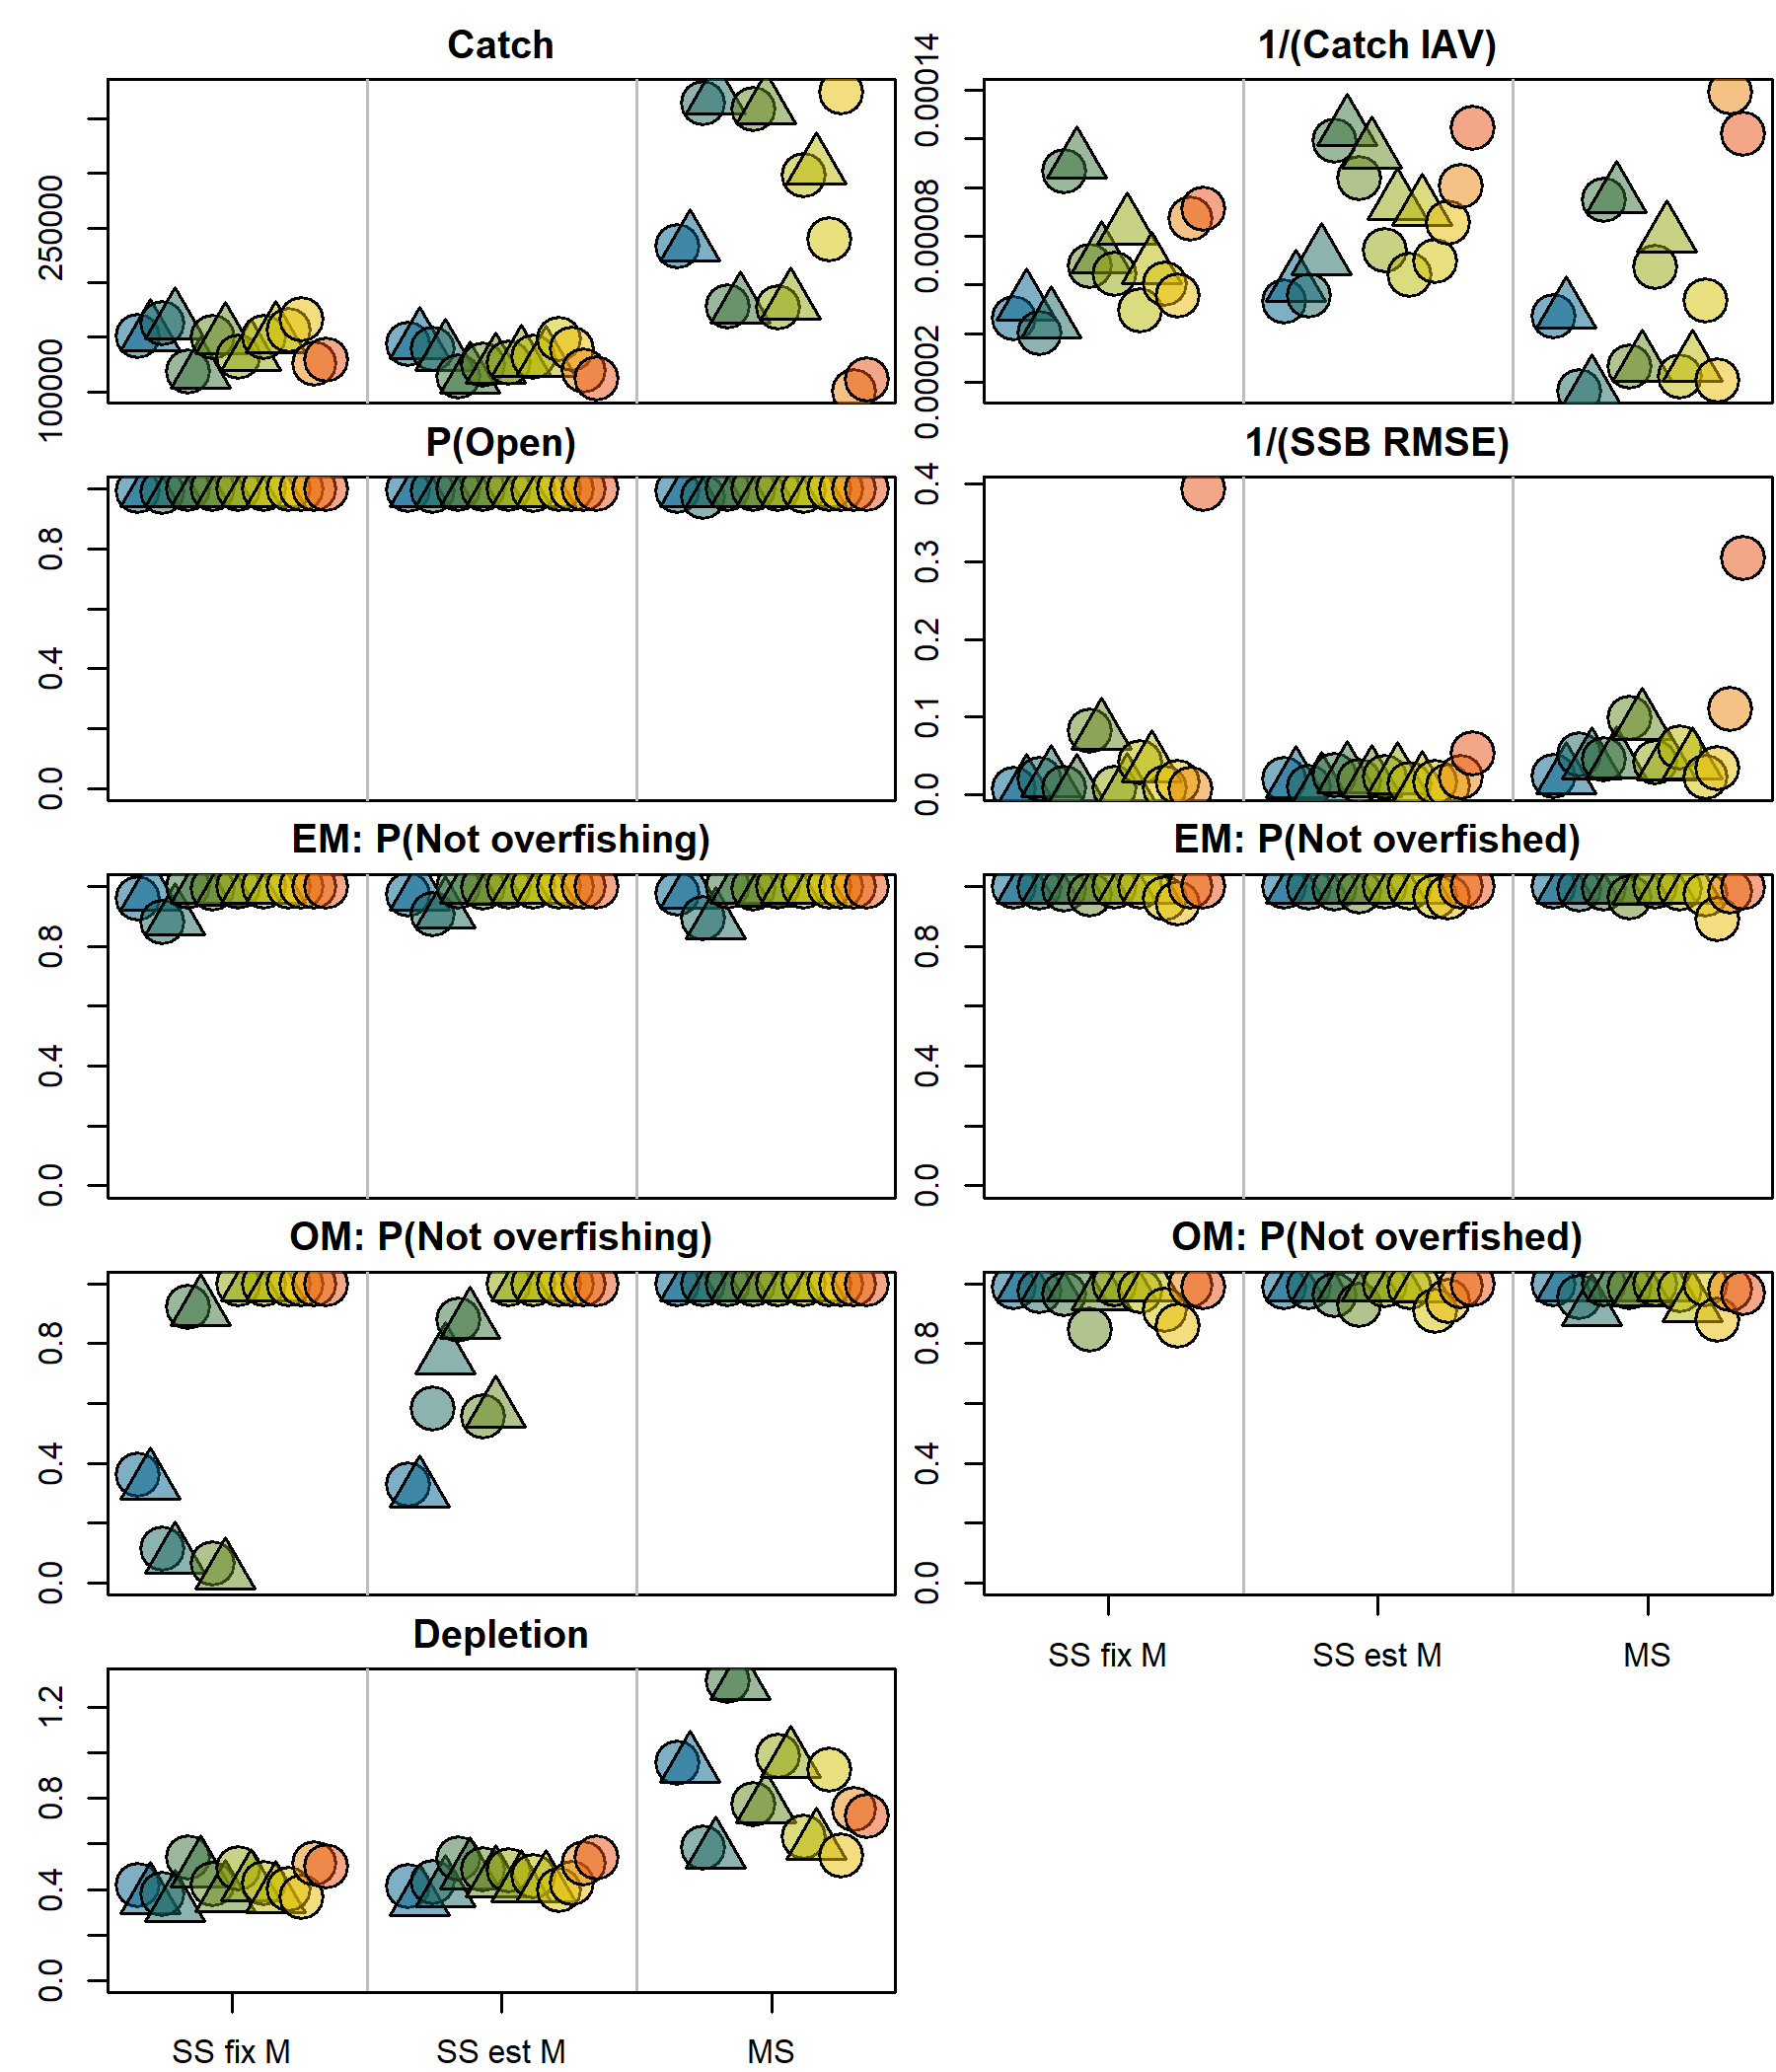 Catch
1/(Catch IAV)
100000
250000
0.00002
0.00008
0.00014
P(Open)
1/(SSB RMSE)
0.0
0.4
0.8
0.0
0.1
0.2
0.3
0.4
EM: P(Not overfishing)
EM: P(Not overfished)
0.0
0.4
0.8
0.0
0.4
0.8
OM: P(Not overfishing)
OM: P(Not overfished)
0.0
0.4
0.8
0.0
0.4
0.8
SS fix M
SS est M
MS
Depletion
0.0
0.4
0.8
1.2
SS fix M
SS est M
MS